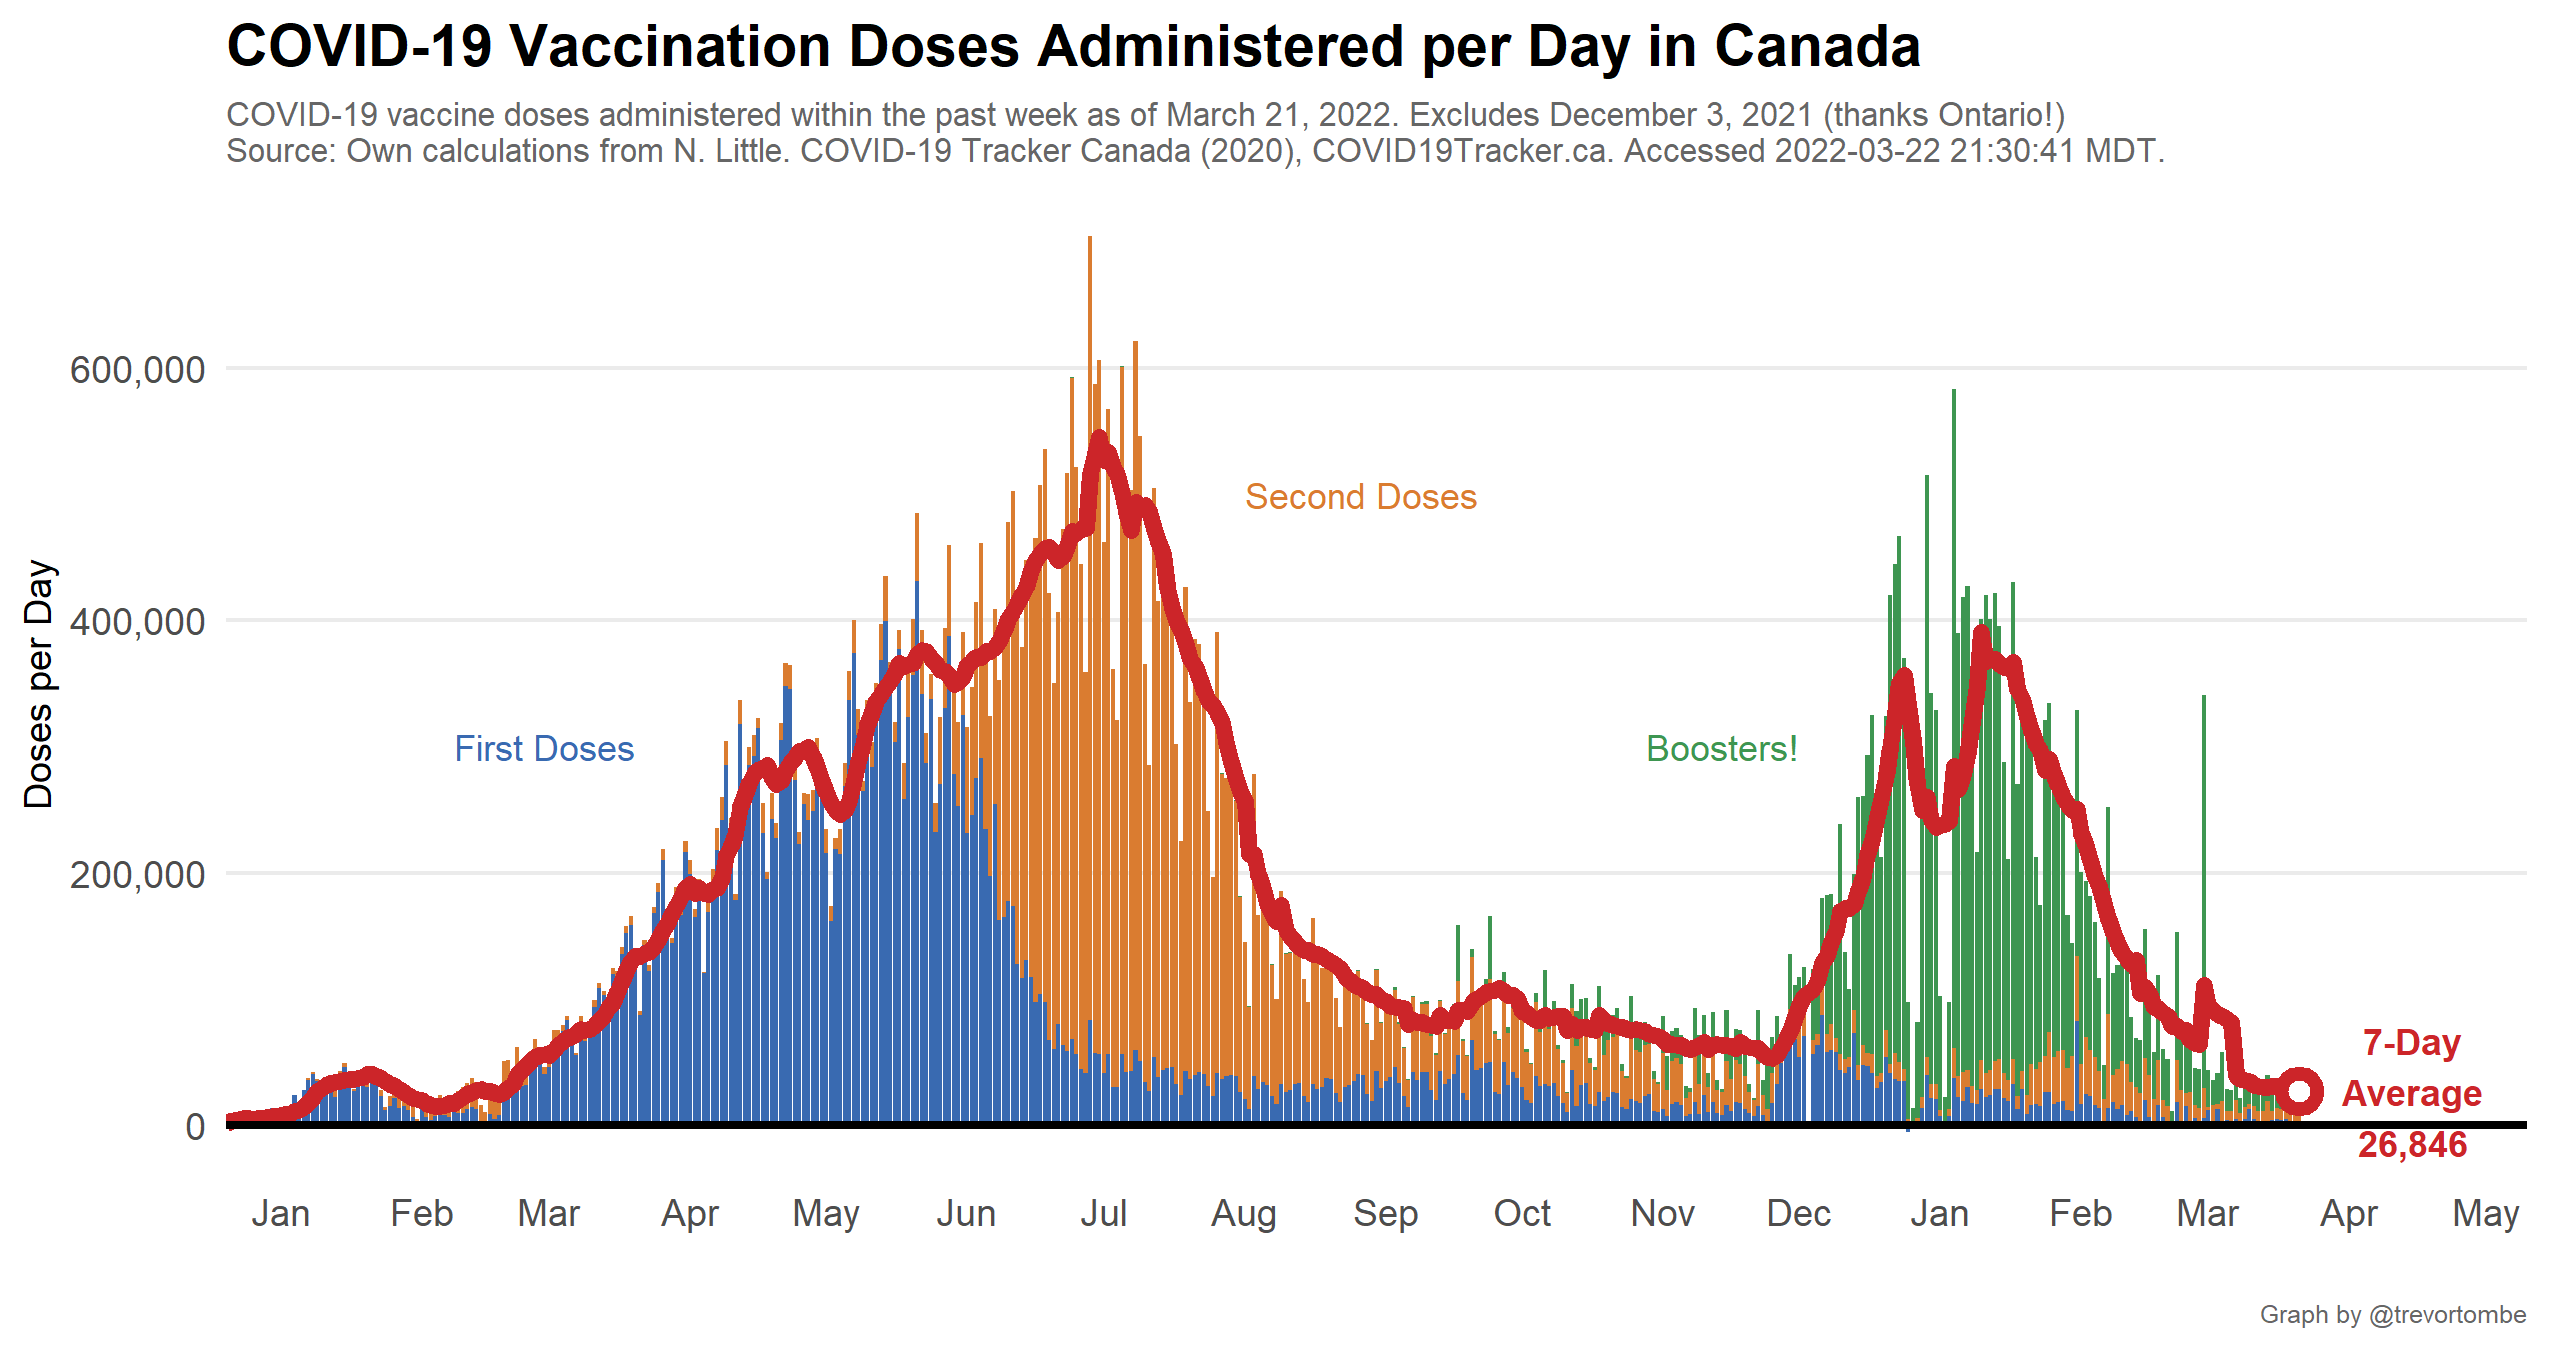 COVID-19 Vaccination Doses Administered per Day in Canada
COVID-19 vaccine doses administered within the past week as of March 21, 2022. Excludes December 3, 2021 (thanks Ontario!)
Source: Own calculations from N. Little. COVID-19 Tracker Canada (2020), COVID19Tracker.ca. Accessed 2022-03-22 21:30:41 MDT.
Doses per Day
600,000
400,000
200,000
0
First Doses
Second Doses
Boosters!
7-Day
Average
26,846
Jan Feb Mar Apr May Jun Jul Aug Sep Oct Nov Dec Jan Feb Mar Apr May
Graph by @trevortombe